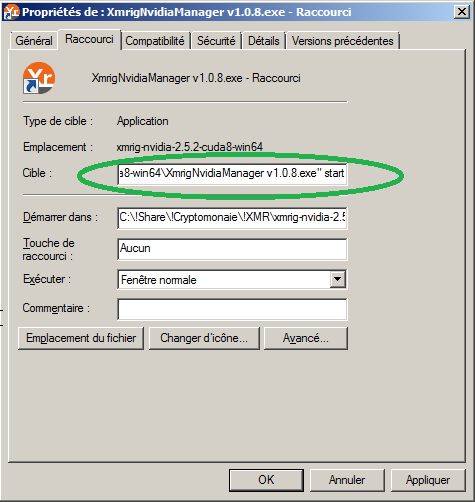 Propriétés de : XmrigNvidiaManager v1.0.8.exe - Raccourci
Général Raccourci Compatibilité Sécurité Détails Versions précédentes
Xr XmrigNvidiaManager v1.0.8.exe - Raccourci
Type de cible : Application
Emplacement : xmrig-nvidia-2.5.2-cuda8-win64
Cible : a8-win64\XmrigNvidiaManager v1.0.8.exe" start
Démarrer dans : C:\!Share\!Cryptomonaie\!XMR\xmrig-nvidia-2.5
Touche de
raccourci : Aucun
Exécuter : Fenêtre normale
Commentaire :
Emplacement du fichier Changer d'icône... Avancé...
OK Annuler Appliquer